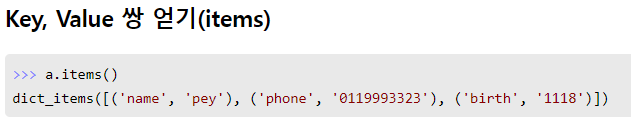 Key, Value 쌍 얻기(items)
>>> a.items()
dict_items([('name', 'pey'), ('phone', '0119993323'), ('birth', '1118')])